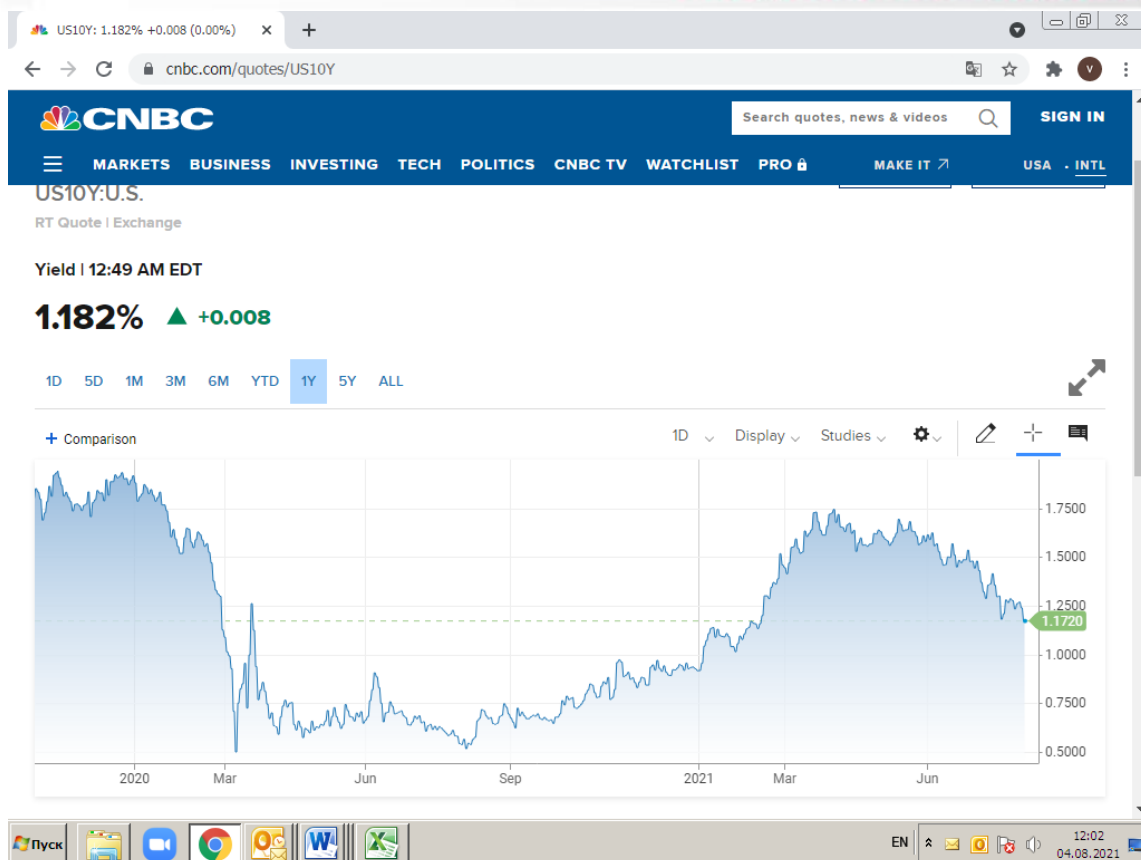 US10Y: 1.182% +0.008 (0.00%)
cnbc.com/quotes/US10Y
V
CNBC
Search quotes, news & videos
SIGN IN
MARKETS BUSINESS INVESTING TECH POLITICS CNBC TV WATCHLIST PRO MAKE IT USA · INTL
US10Y:U.S.
RT Quote | Exchange
Yield | 12:49 AM EDT
1.182% +0.008
1D 5D 1M 3M 6M YTD 1Y 5Y ALL
+ Comparison 1D Display Studies
1.7500
1.5000
1.2500
1.1720
1.0000
0.7500
0.5000
2020 Mar Jun Sep 2021 Mar Jun
Пуск EN 12:02
04.08.2021